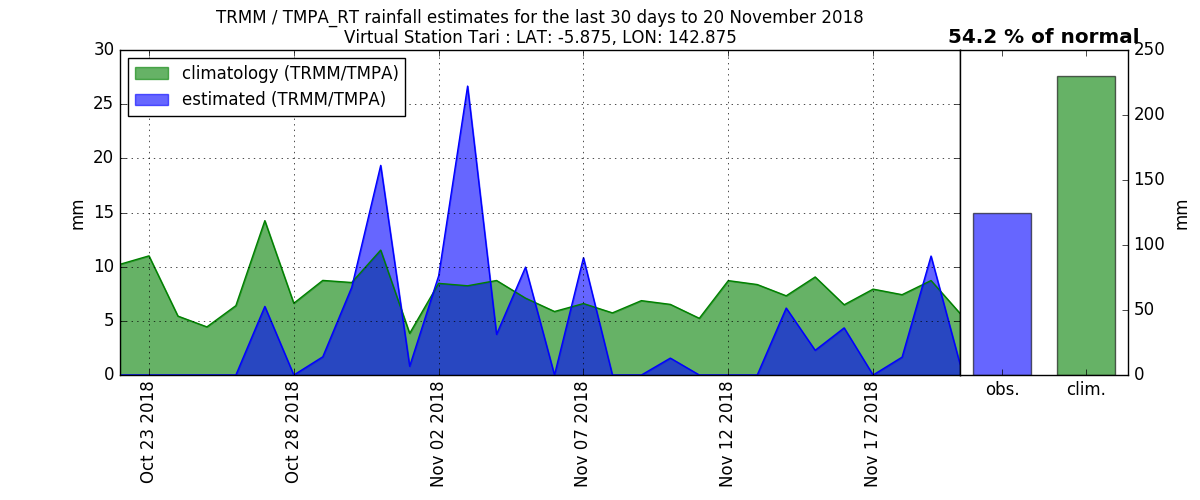 TRMM / TMPA_RT rainfall estimates for the last 30 days to 20 November 2018
Virtual Station Tari : LAT: -5.875, LON: 142.875
54.2 % of normal
climatology (TRMM/TMPA)
estimated (TRMM/TMPA)
30
25
20
15
10
5
0
mm
Oct 23 2018
Oct 28 2018
Nov 02 2018
Nov 07 2018
Nov 12 2018
Nov 17 2018
250
200
150
100
50
0
mm
obs.
clim.